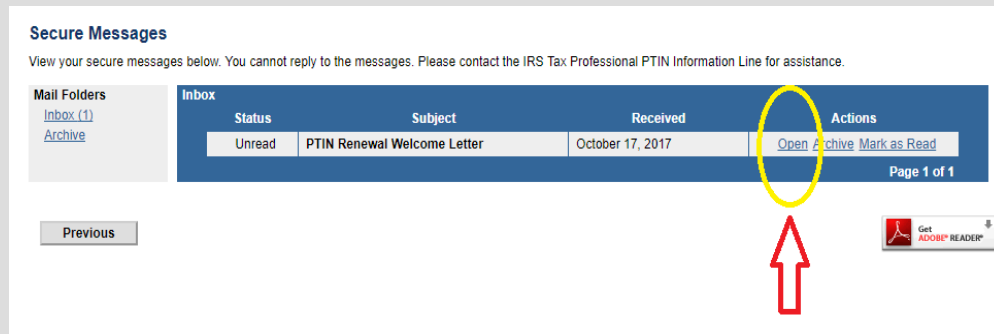 Secure Messages
View your secure messages below. You cannot reply to the messages. Please contact the IRS Tax Professional PTIN Information Line for assistance.
Mail Folders
Inbox (1)
Archive
Inbox
Status Subject Received Actions
Unread PTIN Renewal Welcome Letter October 17, 2017 Open Archive Mark as Read
Page 1 of 1
Previous
Get
ADOBE® READER®